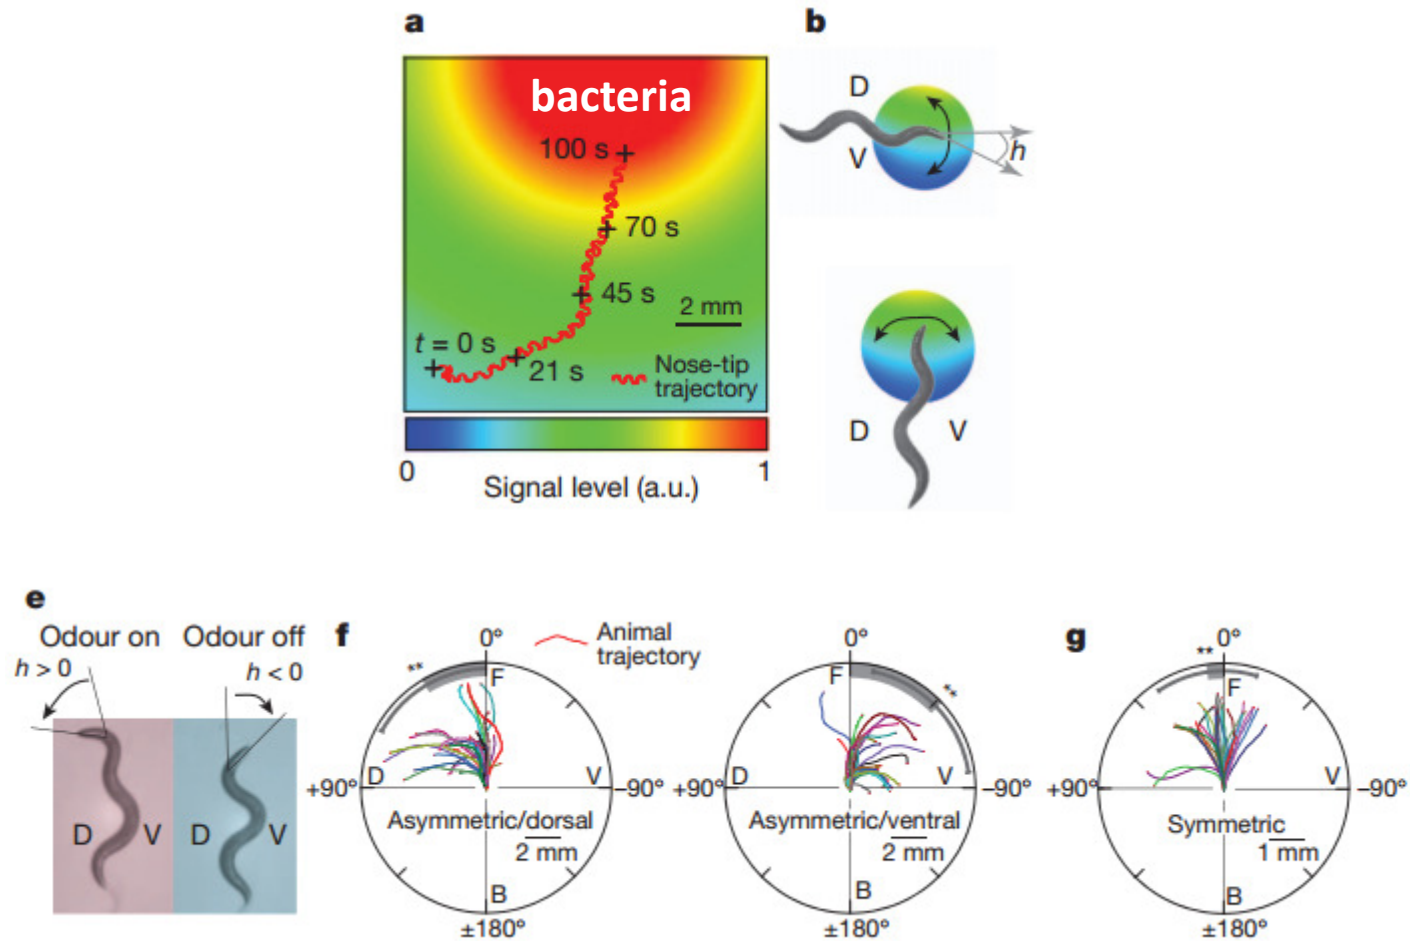 a
bacteria
100 s
70 s
45 s
2 mm
t = 0 s
21 s
Nose-tip
trajectory
0
1
Signal level (a.u.)
b
D
V
h
D
V
e
Odour on
Odour off
h > 0
h < 0
D
V
D
V
f
Animal
trajectory
0°
**
F
D
V
+90°
–90°
Asymmetric/dorsal
2 mm
B
±180°
0°
**
F
D
V
+90°
–90°
Asymmetric/ventral
2 mm
B
±180°
g
0°
**
F
V
+90°
–90°
Symmetric
1 mm
B
±180°